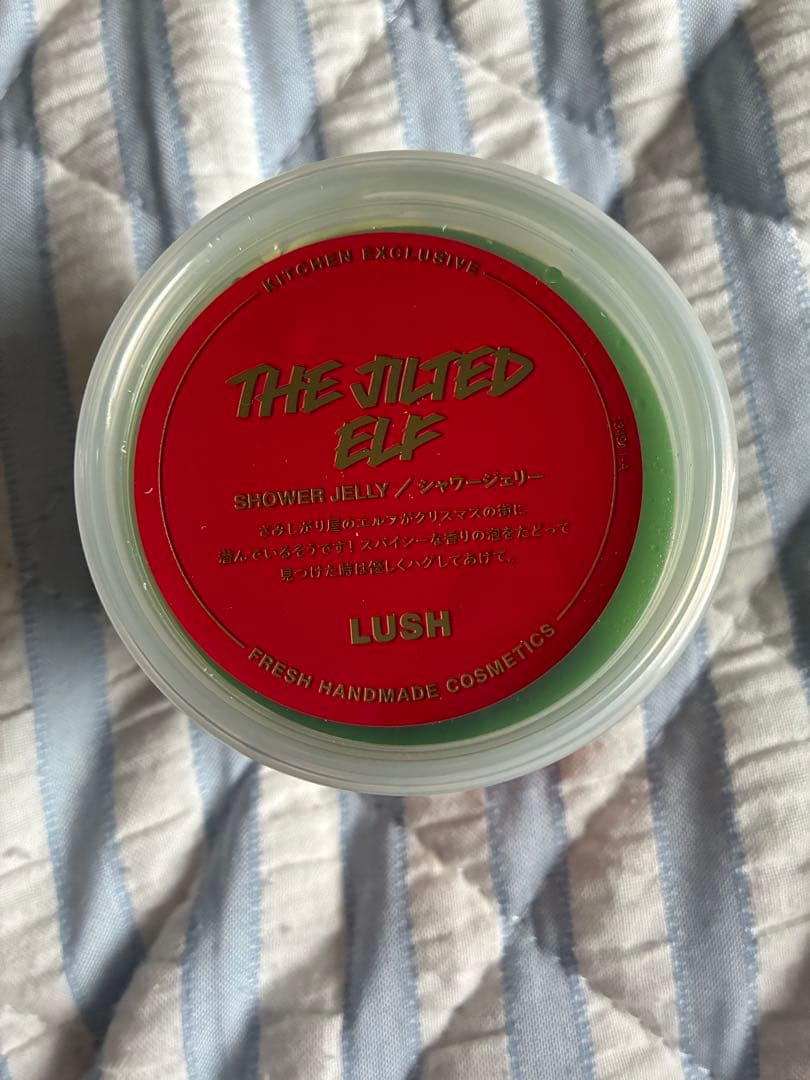 KITCHEN EXCLUSIVE
THE JILTED
ELF
SHOWER JELLY / シャワージェリー
さみしがり屋のエルフがクリスマスの街に
潜んでいるそうです！スパイシーな香りの泡をたどって
見つけた時は優しくハグしてあげて。
LUSH
FRESH HANDMADE COSMETICS